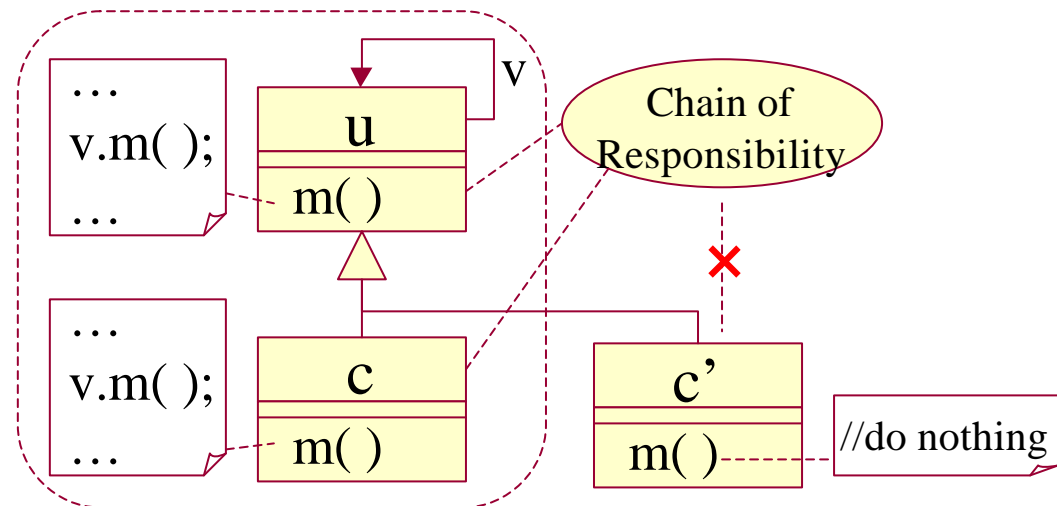 …
v.m( );
…
u
m( )
v
Chain of
Responsibility
…
v.m( );
…
c
m( )
c’
m( )
//do nothing